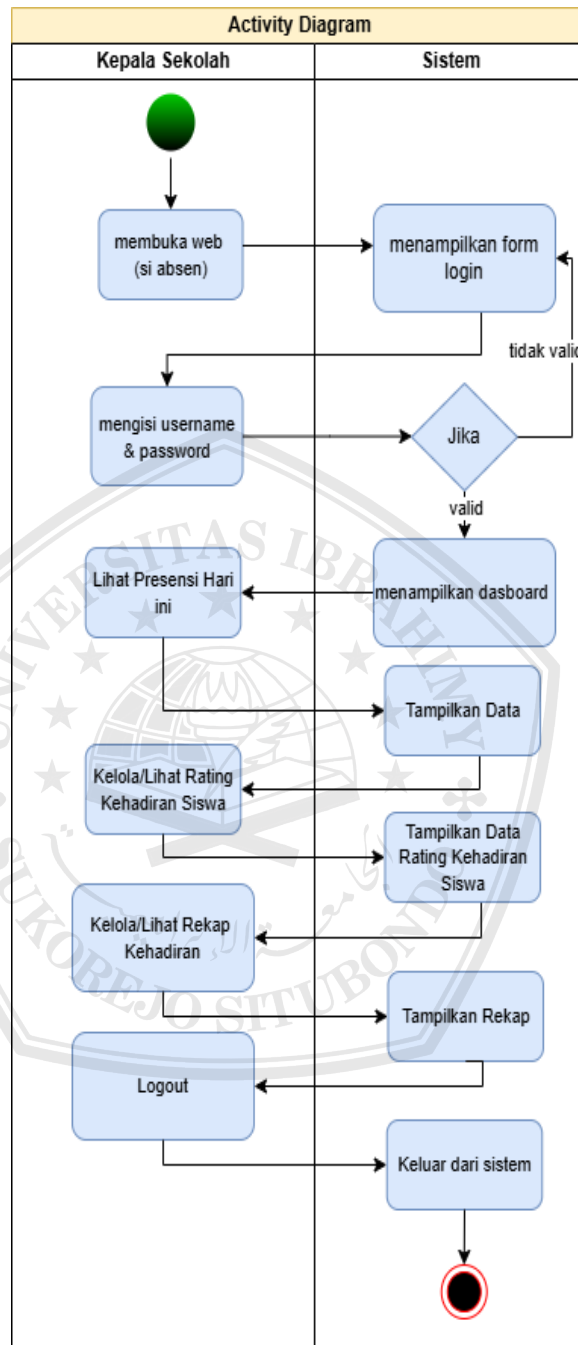 Activity Diagram
Kepala Sekolah
Sistem
membuka web
(si absen)
menampilkan form
login
tidak valid
mengisi username
& password
Jika
valid
Lihat Presensi Hari
ini
menampilkan dasboard
Tampilkan Data
Kelola/Lihat Rating
Kehadiran Siswa
Tampilkan Data
Rating Kehadiran
Siswa
Kelola/Lihat Rekap
Kehadiran
Tampilkan Rekap
Logout
Keluar dari sistem
UNIVERSITAS IBRAHIMY
SUKOREJO SITUBONDO